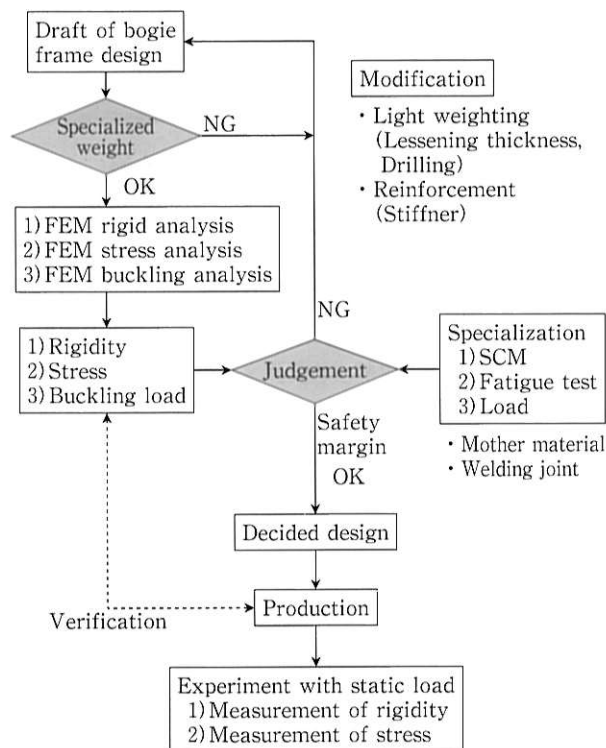 Draft of bogie
frame design
Modification
・Light weighting
(Lessening thickness,
Drilling)
・Reinforcement
(Stiffner)
Specialized
weight
NG
OK
1) FEM rigid analysis
2) FEM stress analysis
3) FEM buckling analysis
NG
1) Rigidity
2) Stress
3) Buckling load
Judgement
Specialization
1) SCM
2) Fatigue test
3) Load
・Mother material
・Welding joint
Safety
margin
OK
Decided design
Production
Verification
Experiment with static load
1) Measurement of rigidity
2) Measurement of stress